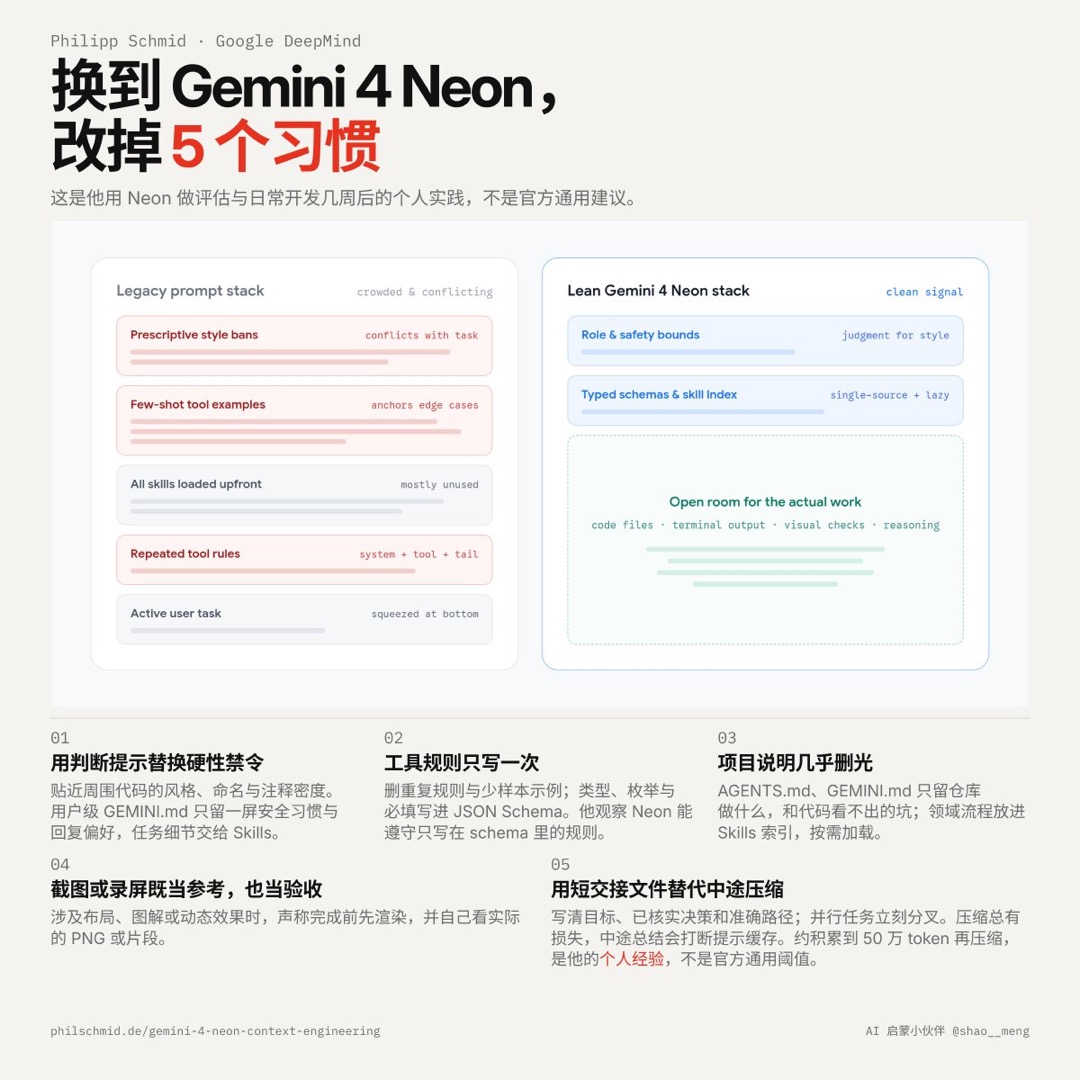 Philipp Schmid · Google DeepMind
换到 Gemini 4 Neon，
改掉 5 个习惯
这是他用 Neon 做评估与日常开发几周后的个人实践，不是官方通用建议。
Legacy prompt stack
crowded & conflicting
Prescriptive style bans
conflicts with task
Few-shot tool examples
anchors edge cases
All skills loaded upfront
mostly unused
Repeated tool rules
system + tool + tail
Active user task
squeezed at bottom
Lean Gemini 4 Neon stack
clean signal
Role & safety bounds
judgment for style
Typed schemas & skill index
single-source + lazy
Open room for the actual work
code files · terminal output · visual checks · reasoning
01
用判断提示替换硬性禁令
贴近周围代码的风格、命名与注释密度。
用户级 GEMINI.md 只留一屏安全习惯与
回复偏好，任务细节交给 Skills。
02
工具规则只写一次
删重复规则与少样本示例；类型、枚举与
必填写进 JSON Schema。他观察 Neon 能
遵守只写在 schema 里的规则。
03
项目说明几乎删光
AGENTS.md、GEMINI.md 只留仓库
做什么，和代码看不出的坑；领域流程放进
Skills 索引，按需加载。
04
截图或录屏既当参考，也当验收
涉及布局、图解或动态效果时，声称完成前先渲染，并自己看实际
的 PNG 或片段。
05
用短交接文件替代中途压缩
写清目标、已核实决策和准确路径；并行任务立刻分叉。压缩总有
损失，中途总结会打断提示缓存。约积累到 50 万 token 再压缩，
是他的个人经验，不是官方通用阈值。
philschmid.de/gemini-4-neon-context-engineering
AI 启蒙小伙伴 @shao__meng